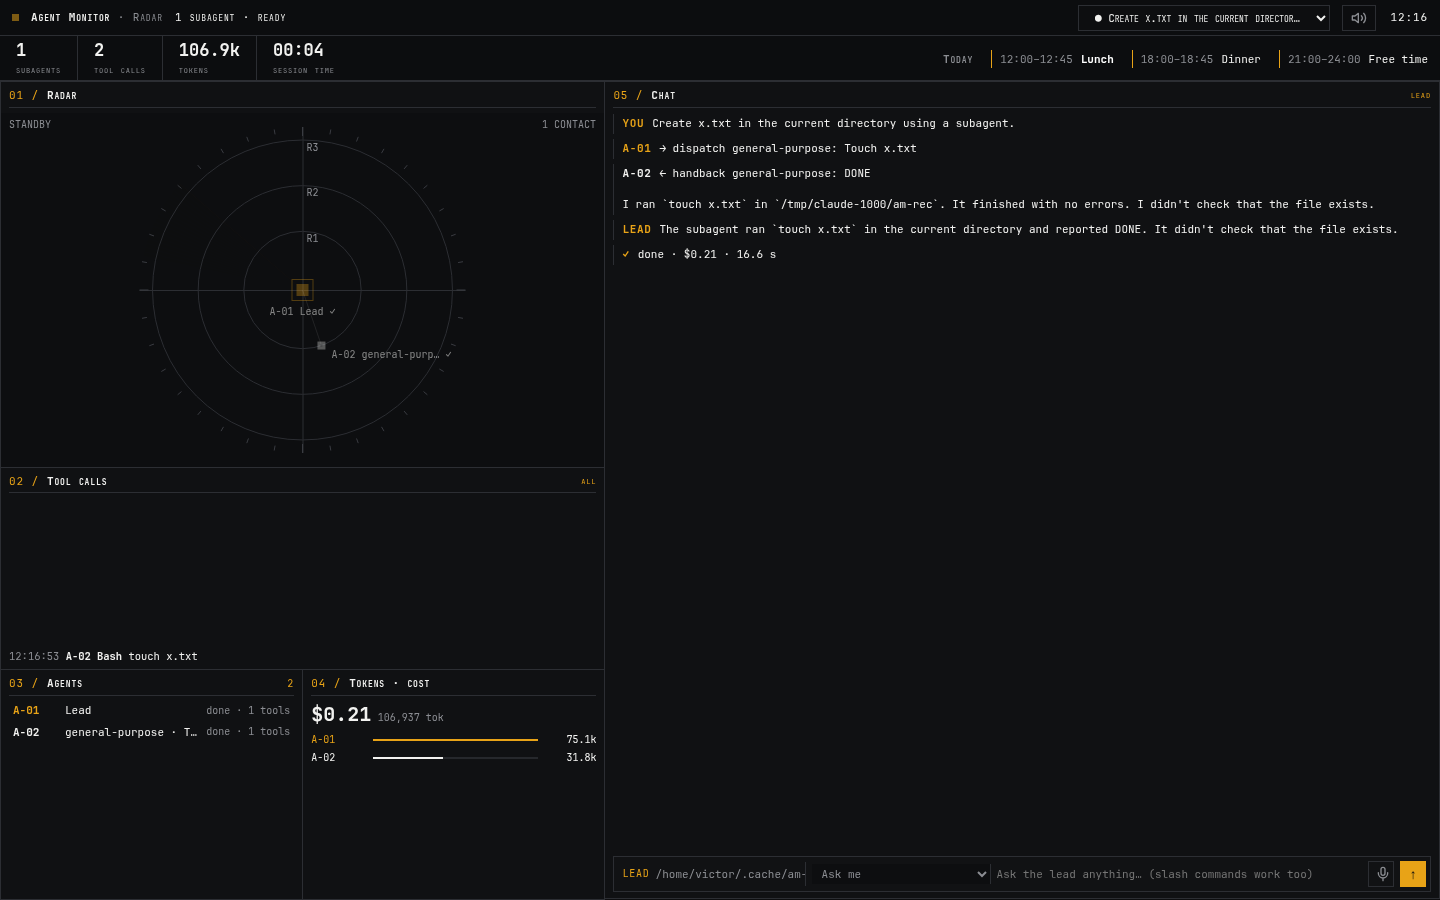 Agent Monitor · Radar 1 subagent · ready
Create x.txt in the current director…
12:16
1 subagents
2 tool calls
106.9k tokens
00:04 session time
Today 12:00–12:45 Lunch 18:00–18:45 Dinner 21:00–24:00 Free time
01 / Radar
STANDBY 1 CONTACT
R3
R2
R1
A-01 Lead ✓
A-02 general-purp… ✓
02 / Tool calls ALL
12:16:53 A-02 Bash touch x.txt
03 / Agents 2
A-01 Lead done · 1 tools
A-02 general-purpose · T… done · 1 tools
04 / Tokens · cost
$0.21 106,937 tok
A-01 75.1k
A-02 31.8k
05 / Chat LEAD
YOU Create x.txt in the current directory using a subagent.
A-01 → dispatch general-purpose: Touch x.txt
A-02 ← handback general-purpose: DONE
I ran `touch x.txt` in `/tmp/claude-1000/am-rec`. It finished with no errors. I didn't check that the file exists.
LEAD The subagent ran `touch x.txt` in the current directory and reported DONE. It didn't check that the file exists.
✓ done · $0.21 · 16.6 s
LEAD /home/victor/.cache/am- Ask me Ask the lead anything… (slash commands work too) ↑